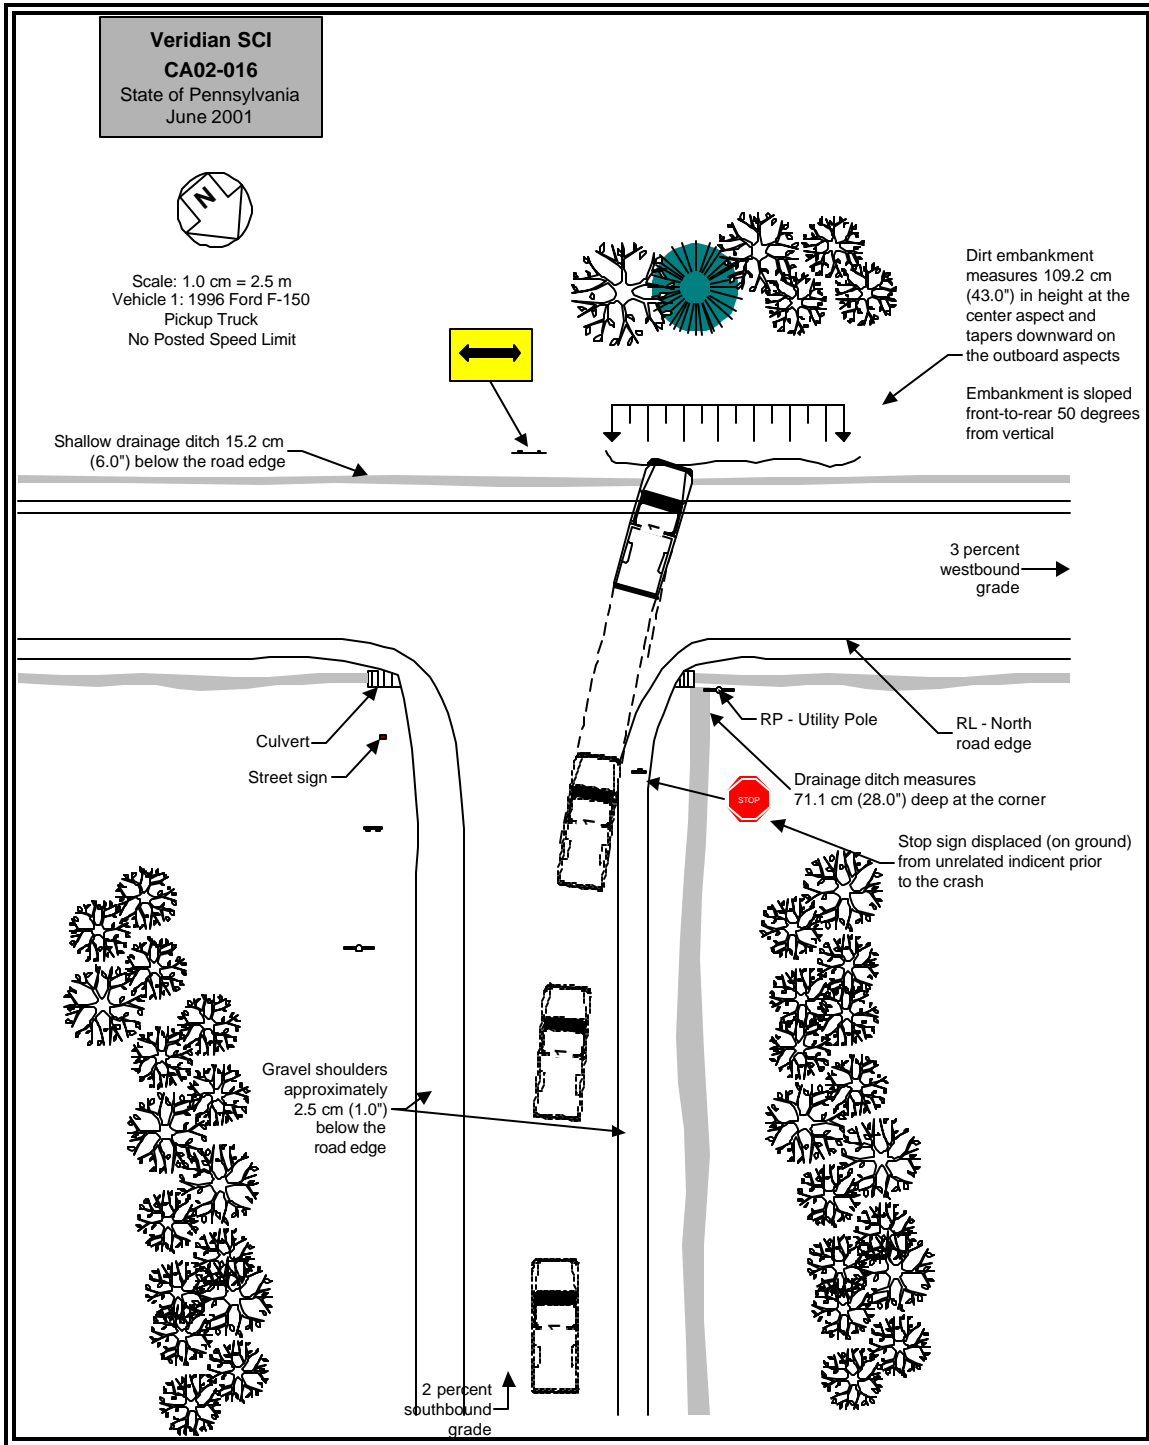 Veridian SCI
CA02-016
State of Pennsylvania
June 2001
N
Scale: 1.0 cm = 2.5 m
Vehicle 1: 1996 Ford F-150
Pickup Truck
No Posted Speed Limit
Dirt embankment
measures 109.2 cm
(43.0") in height at the
center aspect and
tapers downward on
the outboard aspects
Embankment is sloped
front-to-rear 50 degrees
from vertical
Shallow drainage ditch 15.2 cm
(6.0") below the road edge
1
3 percent
westbound
grade
Culvert
Street sign
RP - Utility Pole
RL - North
road edge
Drainage ditch measures
71.1 cm (28.0") deep at the corner
STOP
1
Stop sign displaced (on ground)
from unrelated indicent prior
to the crash
1
Gravel shoulders
approximately
2.5 cm (1.0")
below the
road edge
1
2 percent
southbound
grade